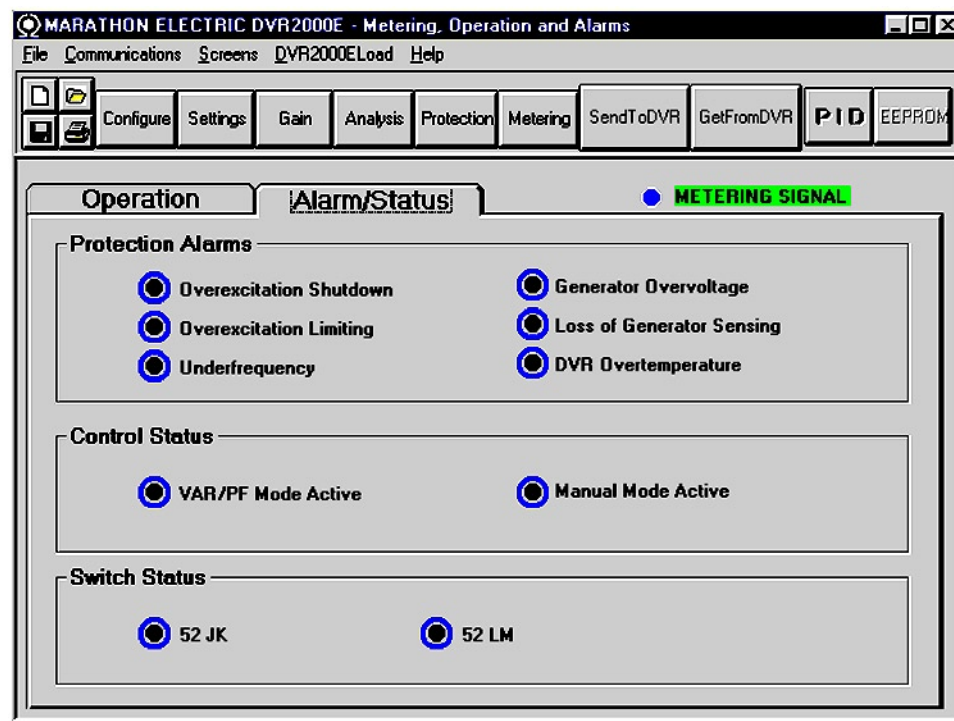 MARATHON ELECTRIC DVR2000E - Metering, Operation and Alarms
File Communications Screens DVR2000ELoad Help
Configure Settings Gain Analysis Protection Metering SendToDVR GetFromDVR PID EEPROM
Operation Alarm/Status METERING SIGNAL
Protection Alarms
Overexcitation Shutdown Generator Overvoltage
Overexcitation Limiting Loss of Generator Sensing
Underfrequency DVR Overtemperature
Control Status
VAR/PF Mode Active Manual Mode Active
Switch Status
52 JK 52 LM